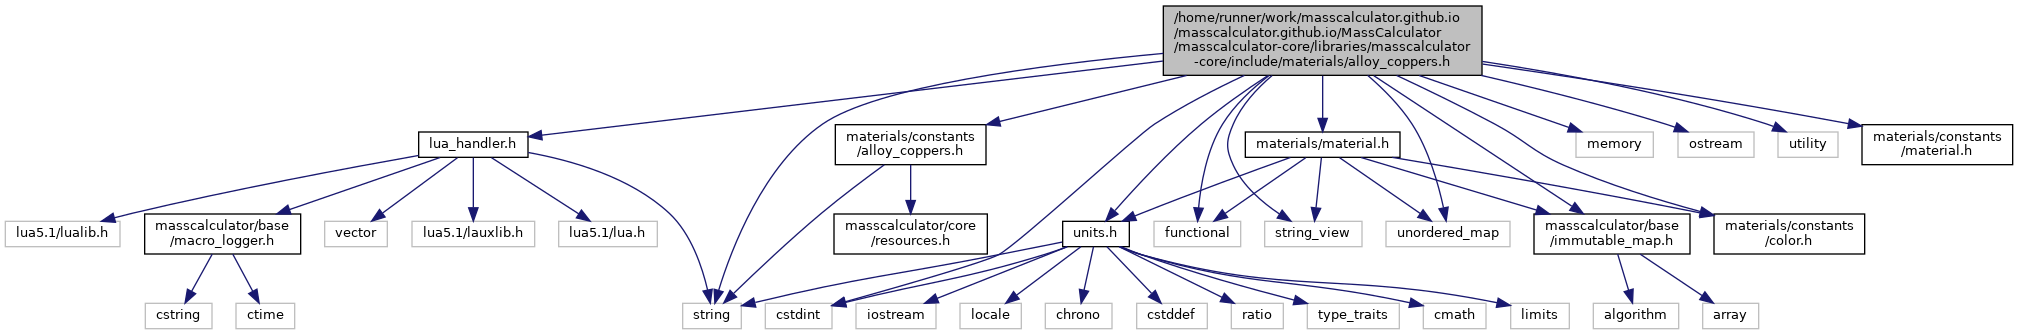 /home/runner/work/masscalculator.github.io
/masscalculator.github.io/MassCalculator
/masscalculator-core/libraries/masscalculator
-core/include/materials/alloy_coppers.h
lua_handler.h
materials/constants
/alloy_coppers.h
materials/material.h
memory
ostream
utility
materials/constants
/material.h
lua5.1/lualib.h
masscalculator/base
/macro_logger.h
vector
lua5.1/lauxlib.h
lua5.1/lua.h
masscalculator/core
/resources.h
units.h
functional
string_view
unordered_map
masscalculator/base
/immutable_map.h
materials/constants
/color.h
cstring
ctime
string
cstdint
iostream
locale
chrono
cstddef
ratio
type_traits
cmath
limits
algorithm
array